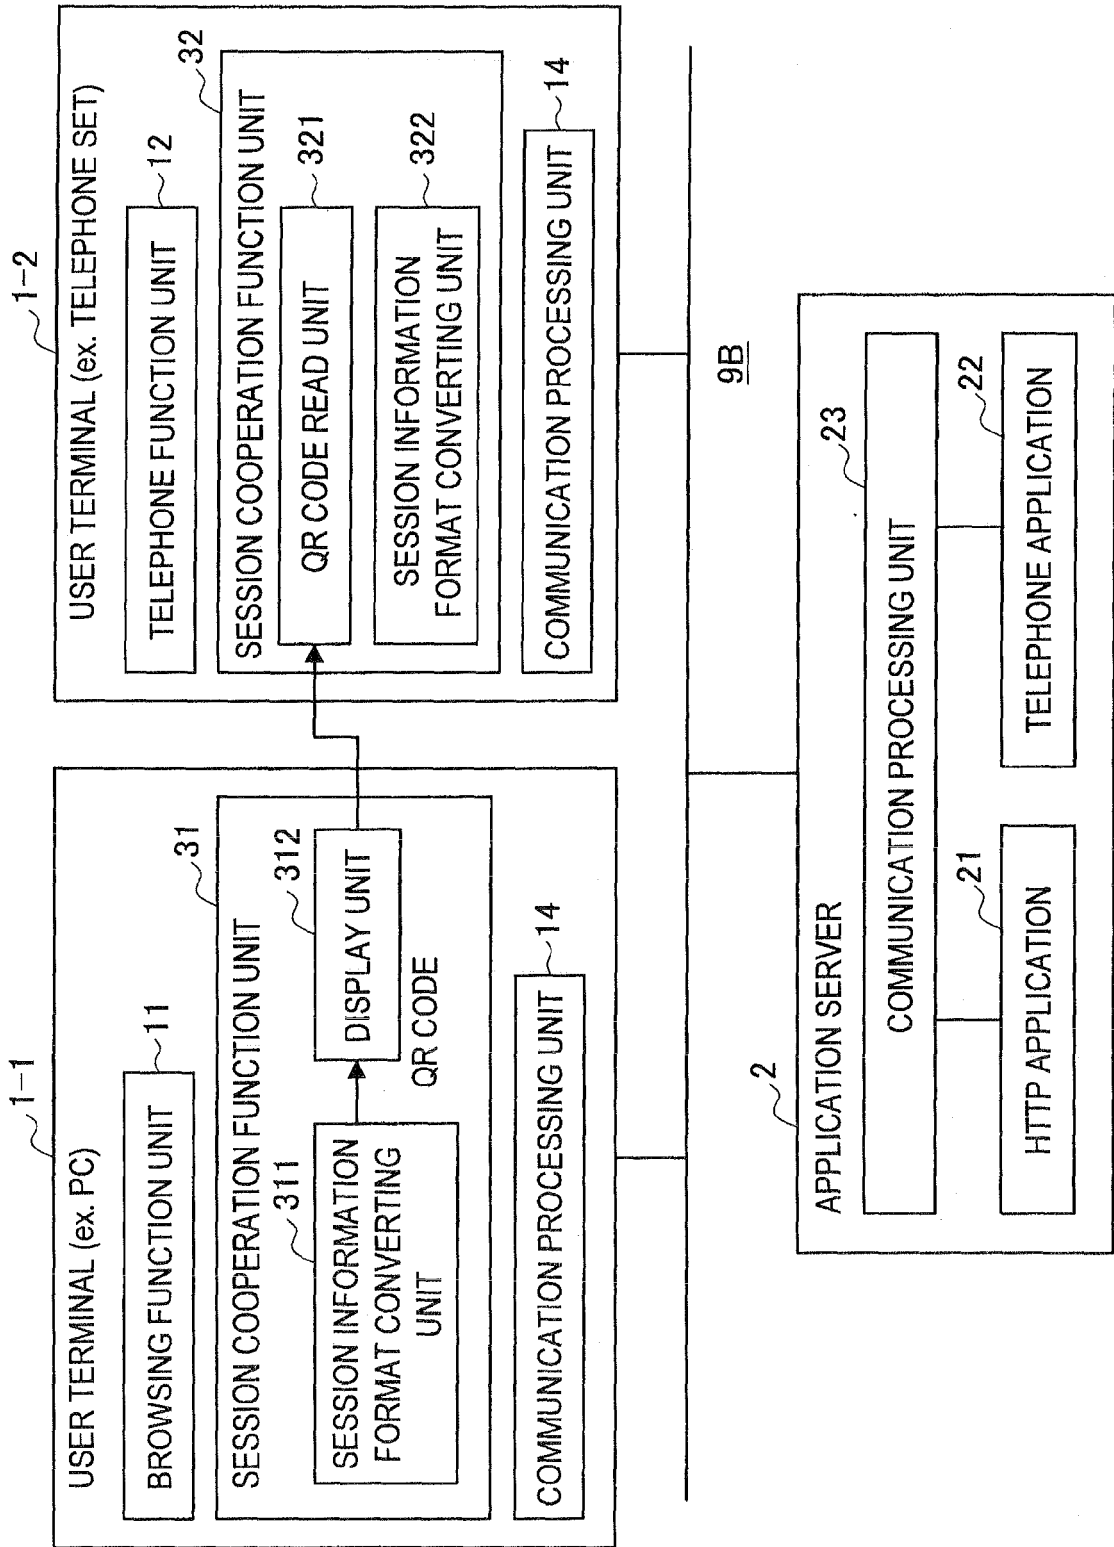 1-1
USER TERMINAL (ex. PC)
BROWSING FUNCTION UNIT
11
SESSION COOPERATION FUNCTION UNIT
31
311
SESSION INFORMATION
FORMAT CONVERTING
UNIT
312
DISPLAY UNIT
QR CODE
COMMUNICATION PROCESSING UNIT
14
1-2
USER TERMINAL (ex. TELEPHONE SET)
TELEPHONE FUNCTION UNIT
12
SESSION COOPERATION FUNCTION UNIT
32
QR CODE READ UNIT
321
SESSION INFORMATION
FORMAT CONVERTING UNIT
322
COMMUNICATION PROCESSING UNIT
14
9B
2
APPLICATION SERVER
COMMUNICATION PROCESSING UNIT
23
HTTP APPLICATION
21
TELEPHONE APPLICATION
22